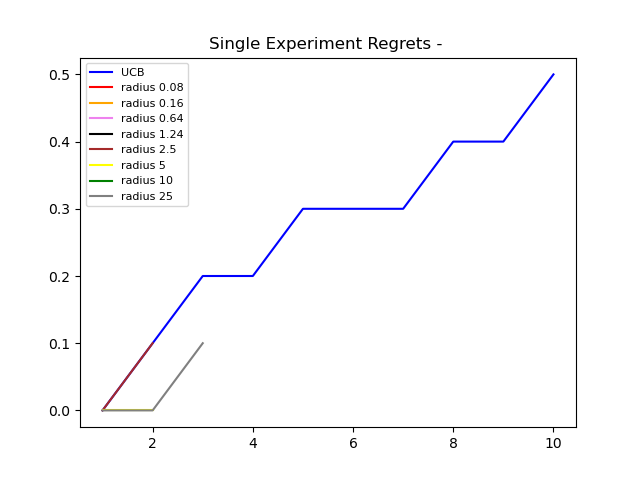 Single Experiment Regrets -
UCB
radius 0.08
radius 0.16
radius 0.64
radius 1.24
radius 2.5
radius 5
radius 10
radius 25
0.5
0.4
0.3
0.2
0.1
0.0
2 4 6 8 10